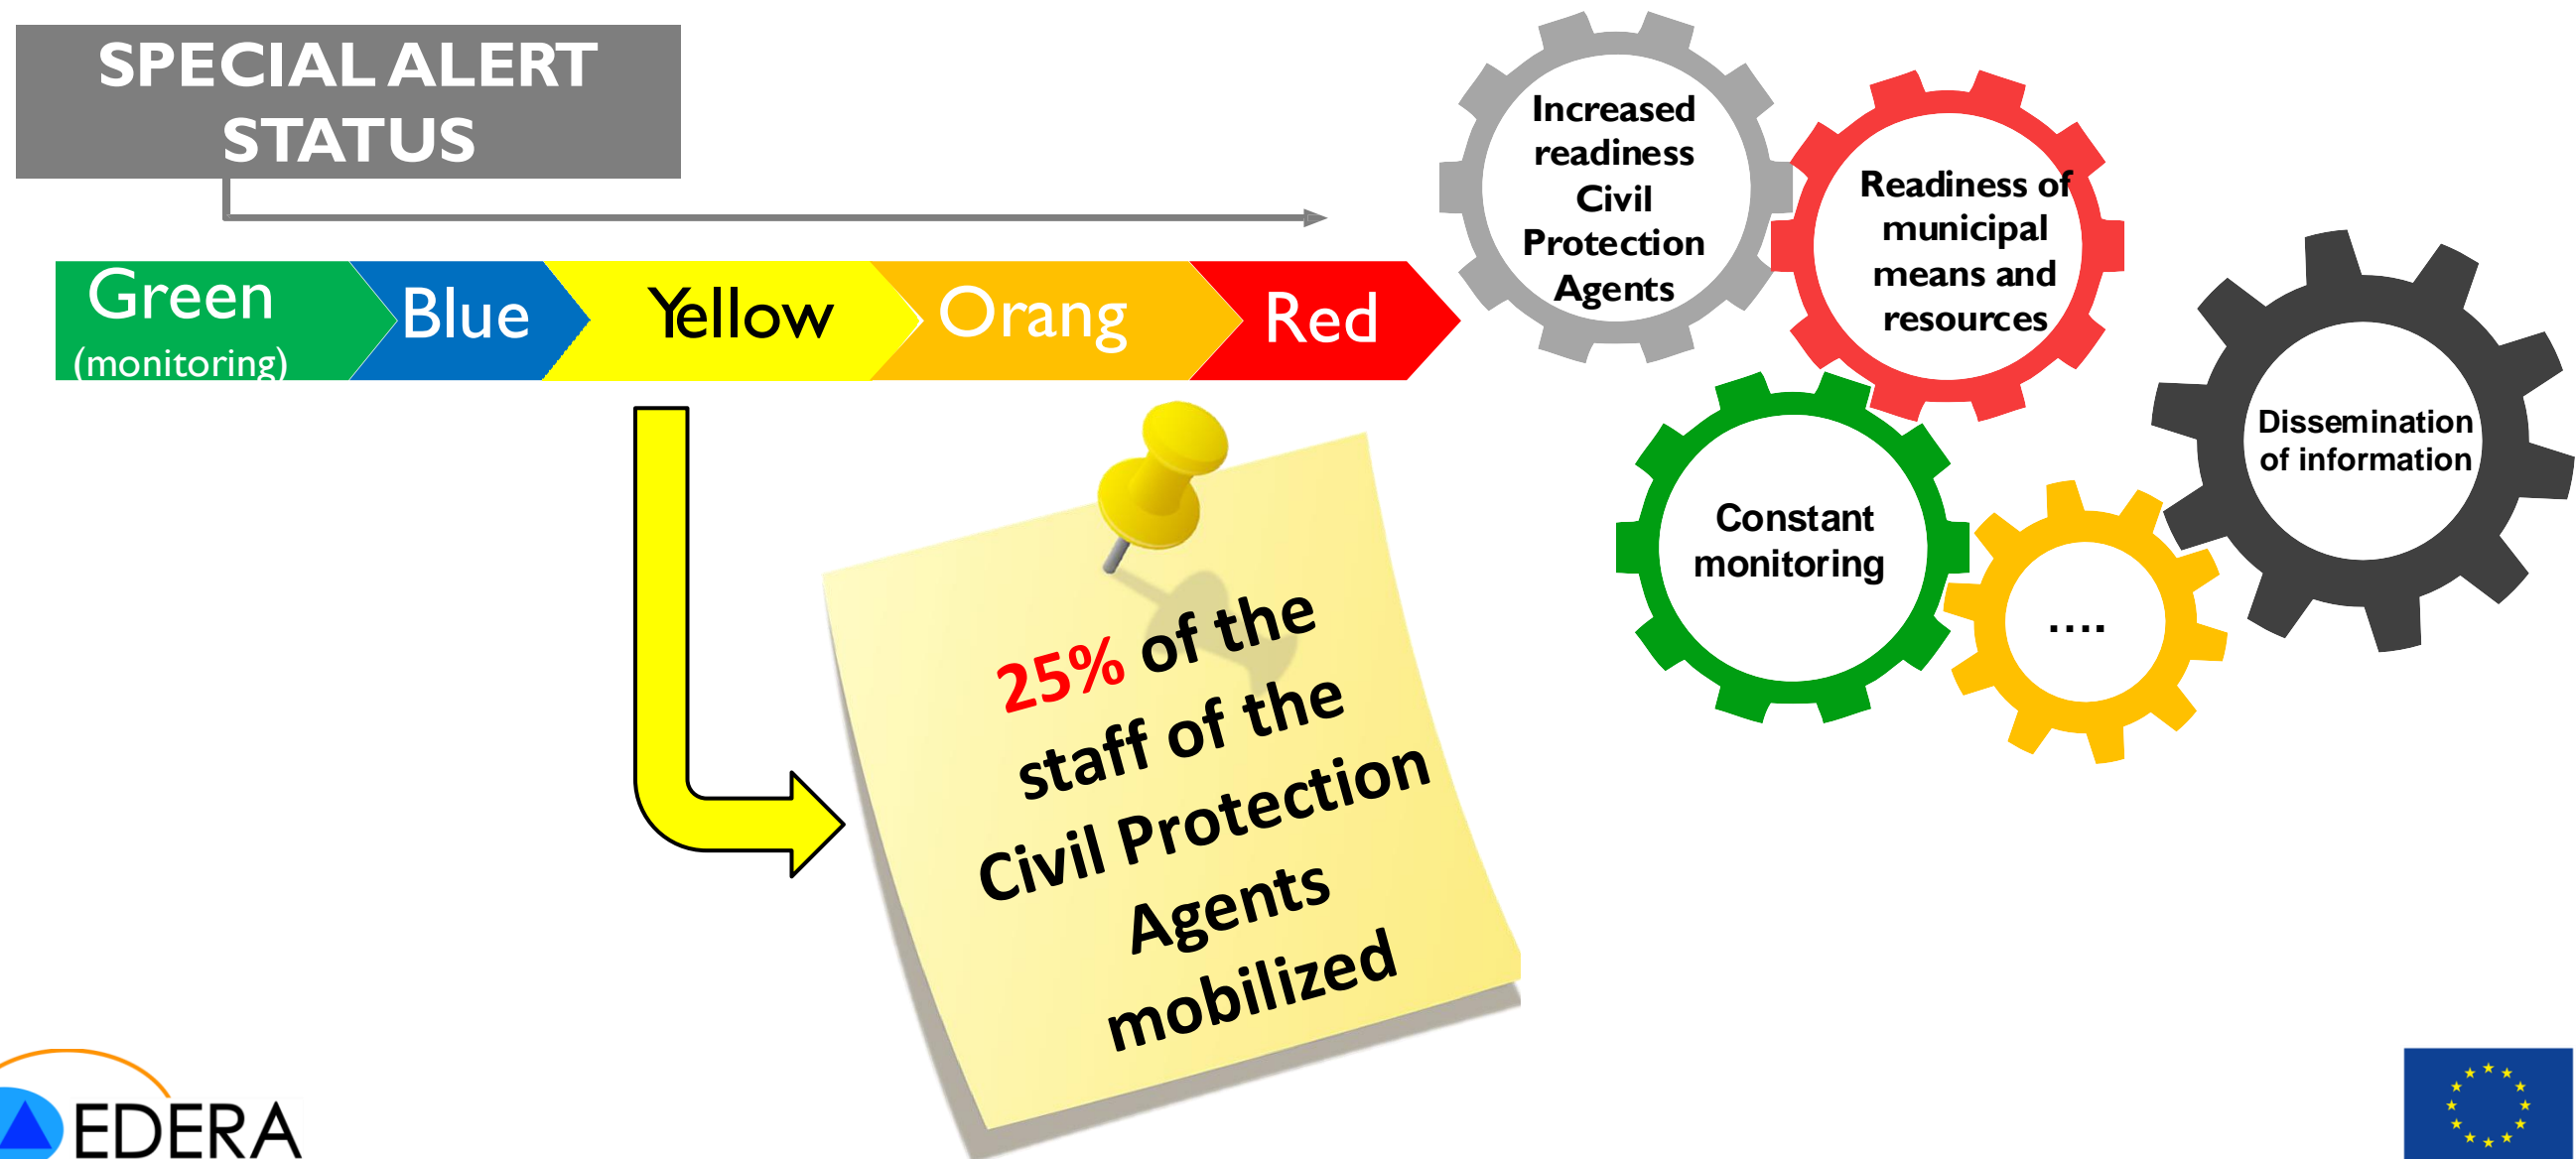 SPECIAL ALERT
STATUS
Green
(monitoring)
Blue
Yellow
Orang
Red
Increased
readiness
Civil
Protection
Agents
Readiness of
municipal
means and
resources
Dissemination
of information
Constant
monitoring
....
25% of the
staff of the
Civil Protection
Agents
mobilized
EDERA